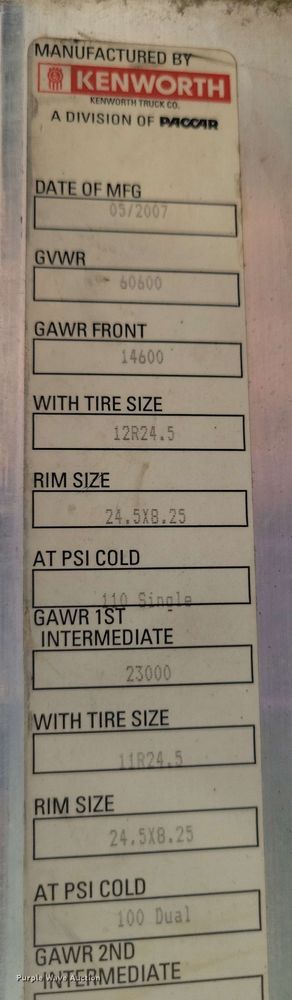 MANUFACTURED BY
KENWORTH
KENWORTH TRUCK CO.
A DIVISION OF PACCAR
DATE OF MFG
05/2007
GVWR
60600
GAWR FRONT
14600
WITH TIRE SIZE
12R24.5
RIM SIZE
24.5X8.25
AT PSI COLD
110 Single
GAWR 1ST
INTERMEDIATE
23000
WITH TIRE SIZE
11R24.5
RIM SIZE
24.5X8.25
AT PSI COLD
100 Dual
GAWR 2ND
INTERMEDIATE
Purple Wave Auction